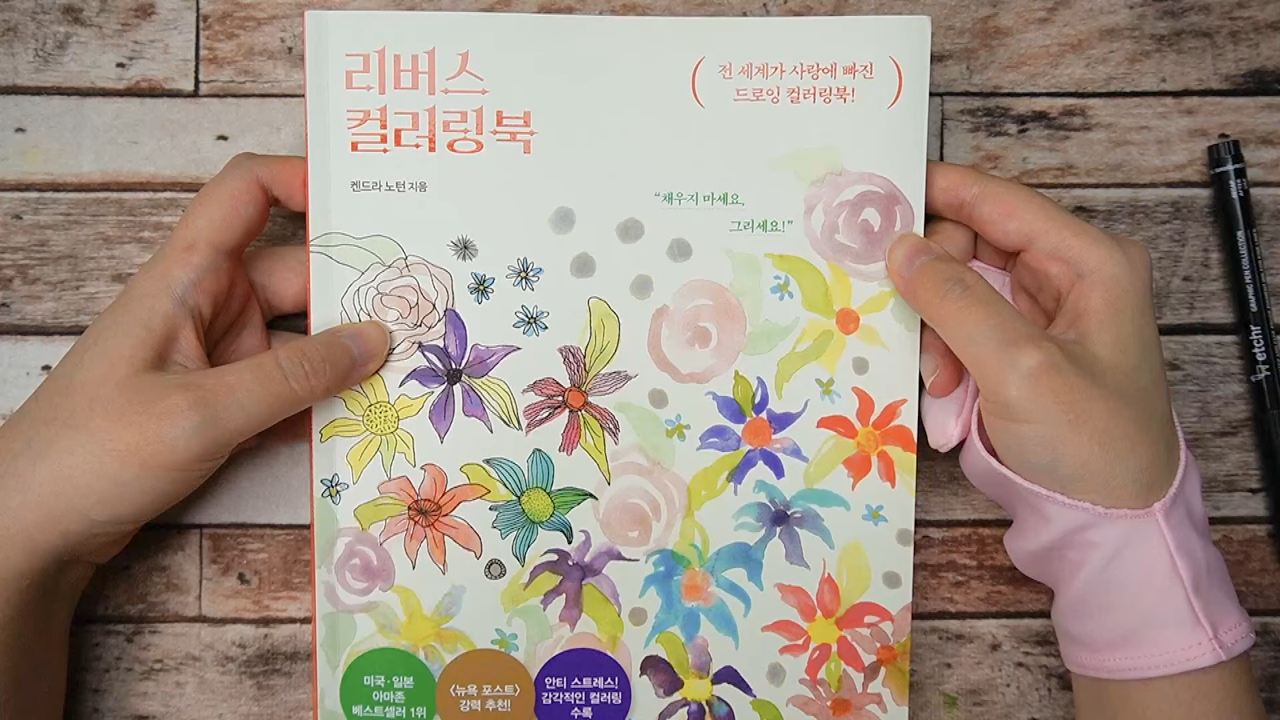 리버스
컬러링북
켄드라 노턴 지음
전 세계가 사랑에 빠진
드로잉 컬러링북!
“채우지 마세요,
그리세요!”
미국·일본
아마존
베스트셀러 1위
〈뉴욕 포스트〉
강력 추천!
안티 스트레스!
감각적인 컬러링
수록
etchr
GRAPHIC PEN COLLECTION